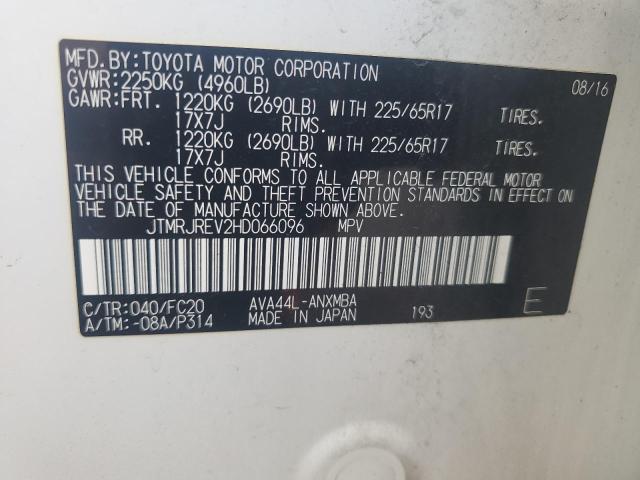 MFD.BY:TOYOTA MOTOR CORPORATION 08/16
GVWR:2250KG (4960LB)
GAWR:FRT. 1220KG (2690LB) WITH 225/65R17 TIRES.
17X7J RIMS.
RR. 1220KG (2690LB) WITH 225/65R17 TIRES.
17X7J RIMS.
THIS VEHICLE CONFORMS TO ALL APPLICABLE FEDERAL MOTOR
VEHICLE SAFETY AND THEFT PREVENTION STANDARDS IN EFFECT ON
THE DATE OF MANUFACTURE SHOWN ABOVE.
JTMRJREV2HD066096 MPV
C/TR:040/FC20 AVA44L-ANXMBA
A/TM:-08A/P314 MADE IN JAPAN 193 E